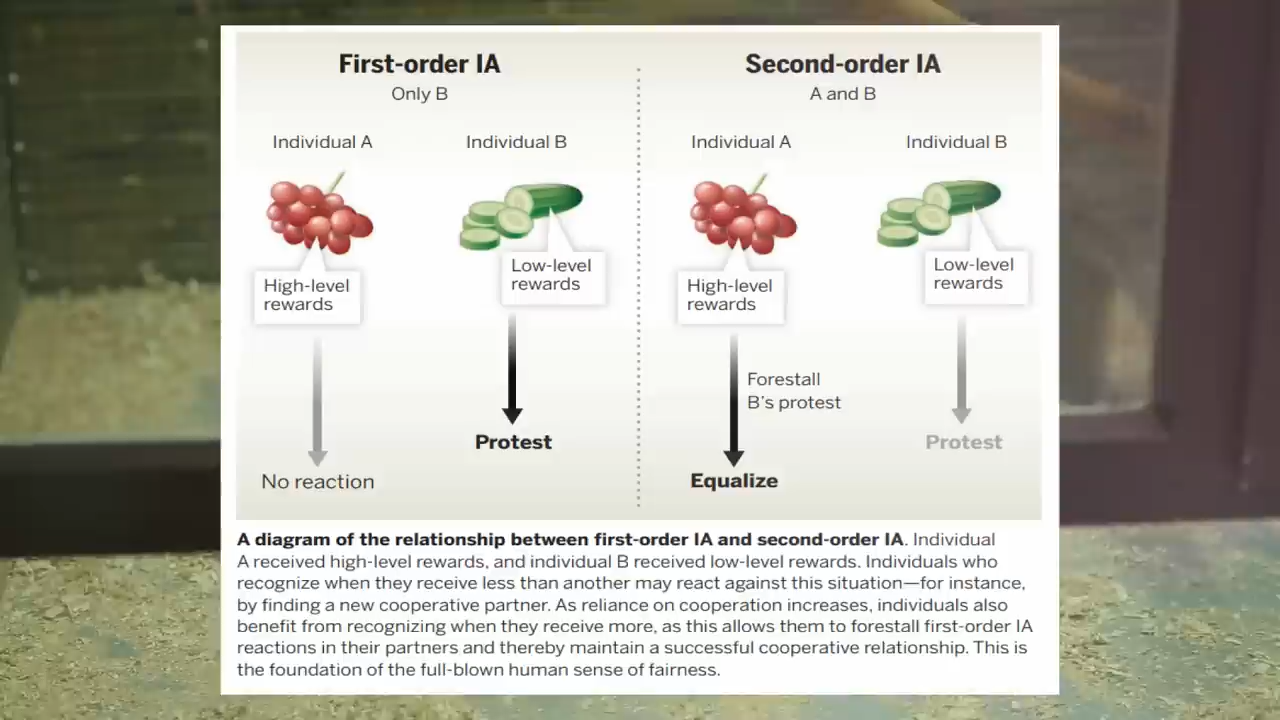 First-order IA
Only B
Individual A
Individual B
High-level
rewards
Low-level
rewards
No reaction
Protest
Second-order IA
A and B
Individual A
Individual B
High-level
rewards
Low-level
rewards
Forestall
B's protest
Equalize
Protest
A diagram of the relationship between first-order IA and second-order IA. Individual
A received high-level rewards, and individual B received low-level rewards. Individuals who
recognize when they receive less than another may react against this situation—for instance,
by finding a new cooperative partner. As reliance on cooperation increases, individuals also
benefit from recognizing when they receive more, as this allows them to forestall first-order IA
reactions in their partners and thereby maintain a successful cooperative relationship. This is
the foundation of the full-blown human sense of fairness.